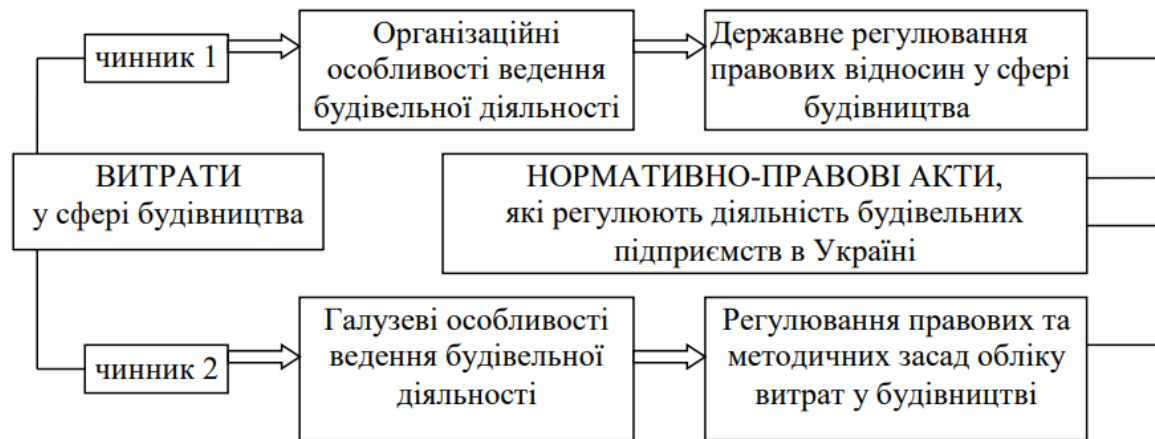 чинник 1
Організаційні
особливості ведення
будівельної діяльності
Державне регулювання
правових відносин у сфері
будівництва
ВИТРАТИ
у сфері будівництва
НОРМАТИВНО-ПРАВОВІ АКТИ,
які регулюють діяльність будівельних
підприємств в Україні
чинник 2
Галузеві особливості
ведення будівельної
діяльності
Регулювання правових та
методичних засад обліку
витрат у будівництві